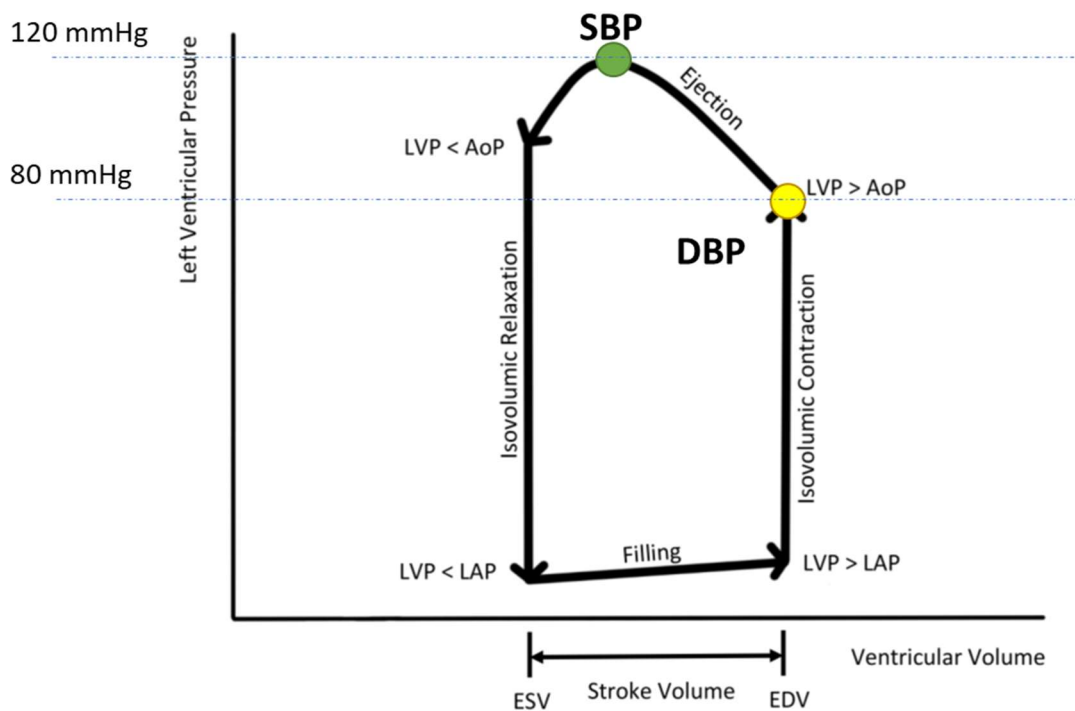 120 mmHg
SBP
Left Ventricular Pressure
Ejection
LVP < AoP
80 mmHg
LVP > AoP
DBP
Isovolumic Relaxation
Isovolumic Contraction
Filling
LVP < LAP
LVP > LAP
Ventricular Volume
Stroke Volume
ESV
EDV